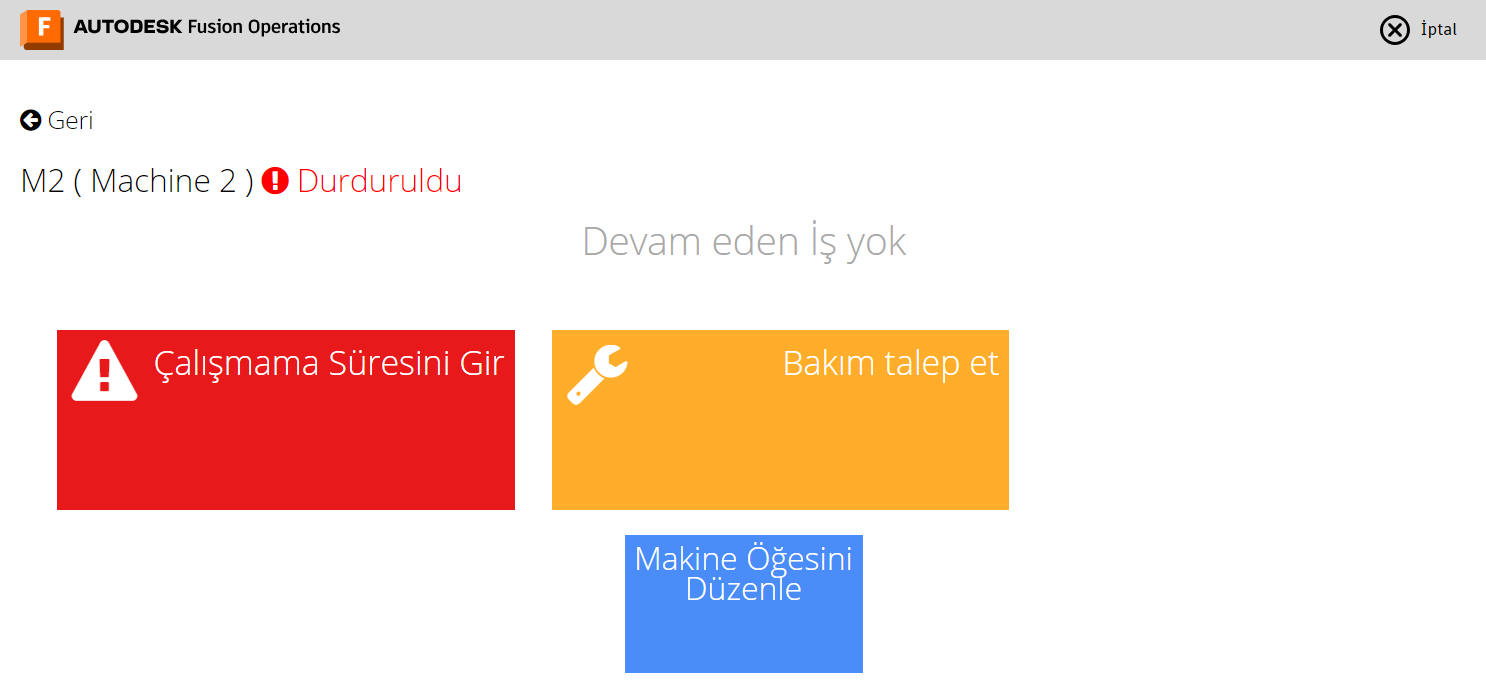 F AUTODESK Fusion Operations
İptal
Geri
M2 ( Machine 2 ) Durduruldu
Devam eden İş yok
Çalışmama Süresini Gir
Bakım talep et
Makine Öğesini
Düzenle